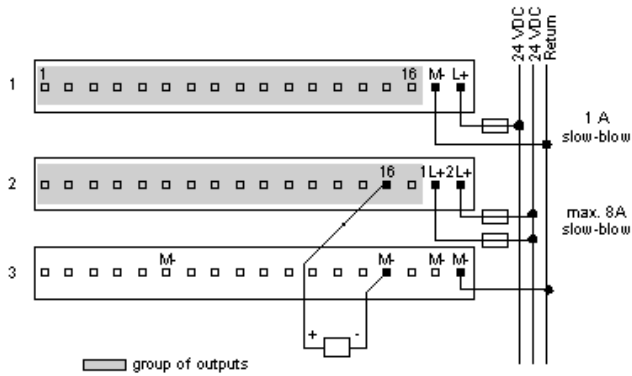 24 VDC
24 VDC
Return
1
1 16 M- L+
1 A
slow-blow
2
16 1L+ 2L+
max. 8A
slow-blow
3
M- M- M- M-
+ -
group of outputs